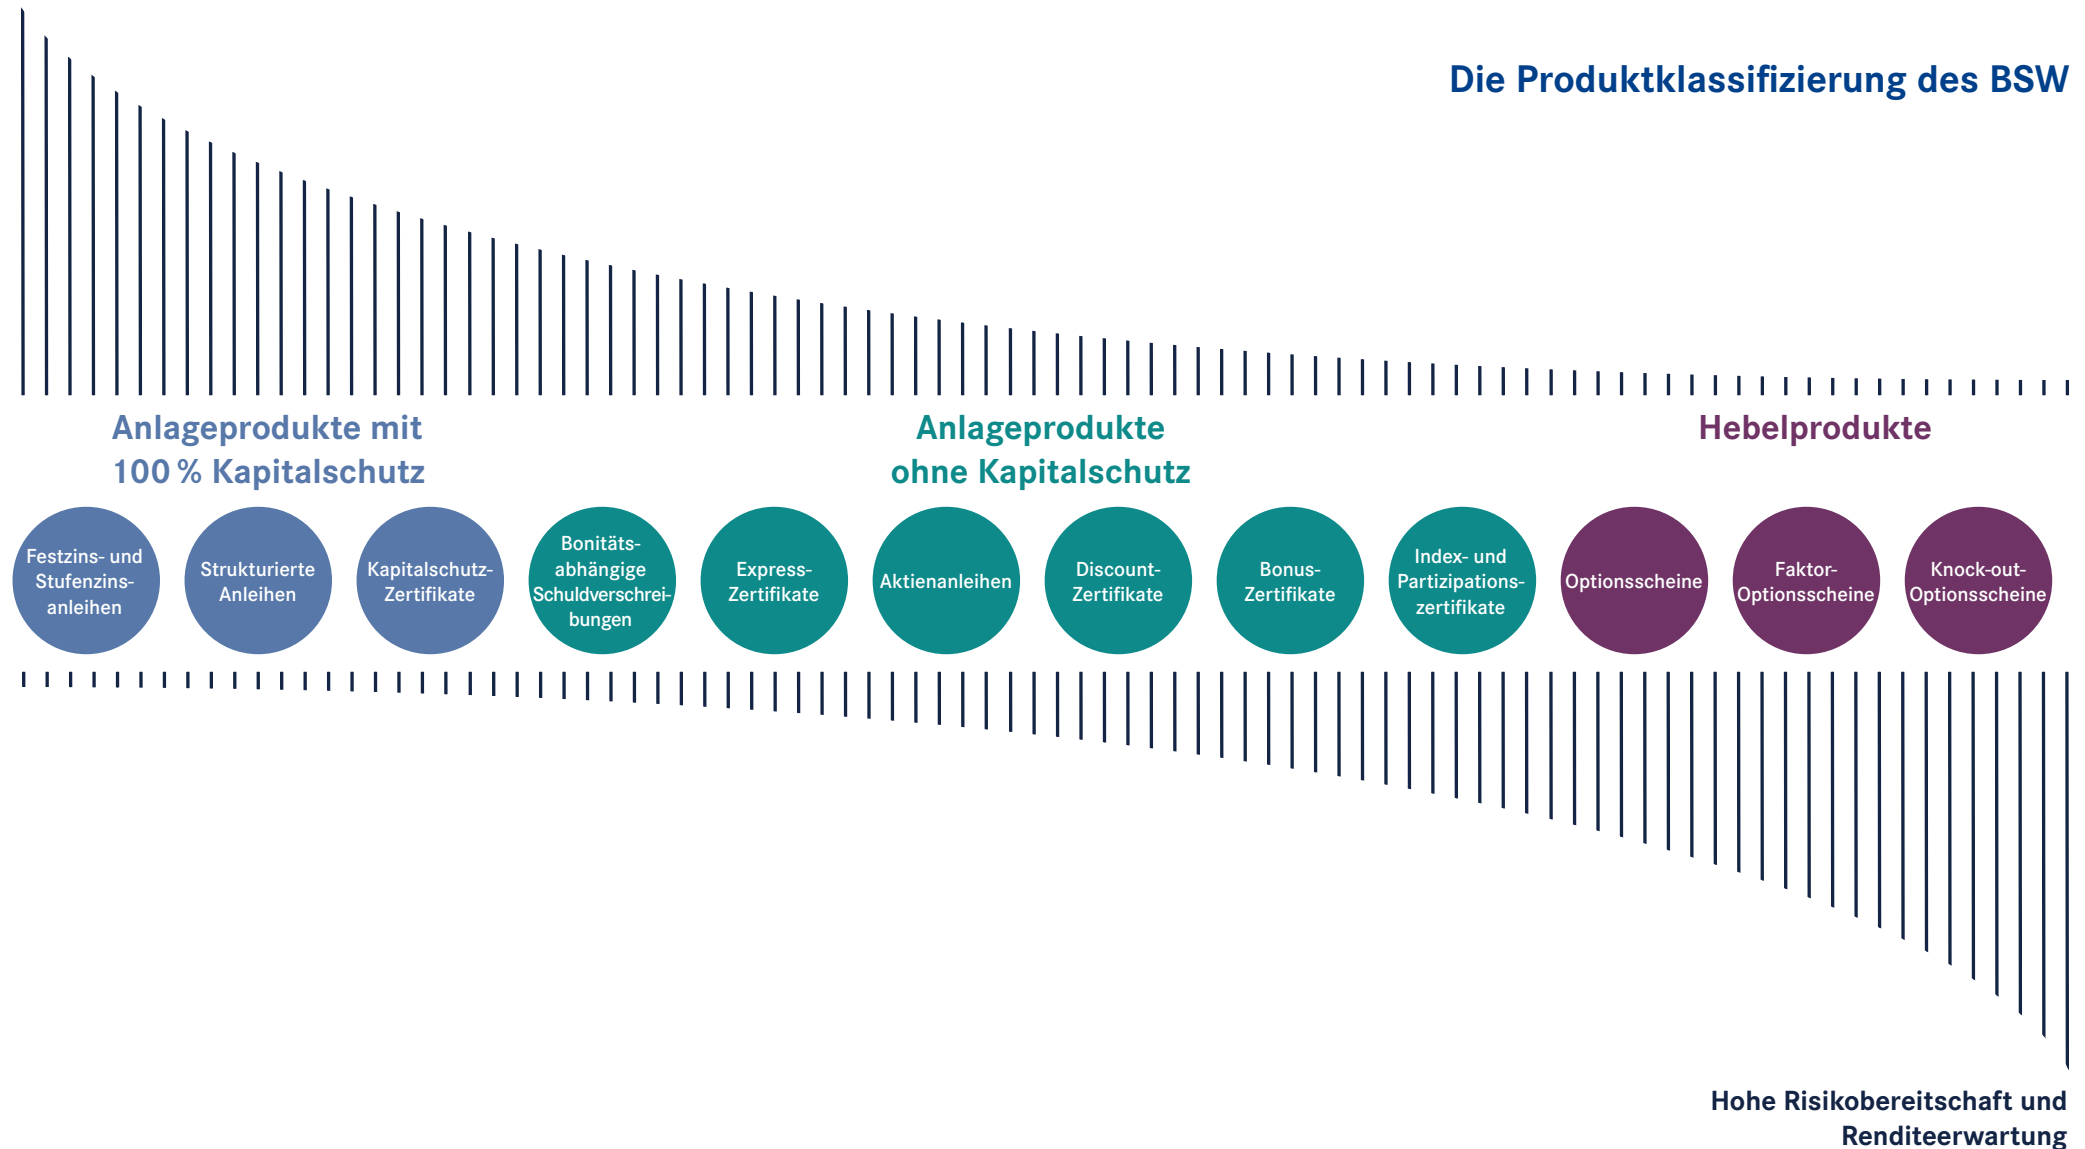 Die Produktklassifizierung des BSW
Anlageprodukte mit
100 % Kapitalschutz
Anlageprodukte
ohne Kapitalschutz
Hebelprodukte
Festzins- und
Stufenzins-
anleihen
Strukturierte
Anleihen
Kapitalschutz-
Zertifikate
Bonitäts-
abhängige
Schuldverschrei-
bungen
Express-
Zertifikate
Aktienanleihen
Discount-
Zertifikate
Bonus-
Zertifikate
Index- und
Partizipations-
zertifikate
Optionsscheine
Faktor-
Optionsscheine
Knock-out-
Optionsscheine
Hohe Risikobereitschaft und
Renditeerwartung